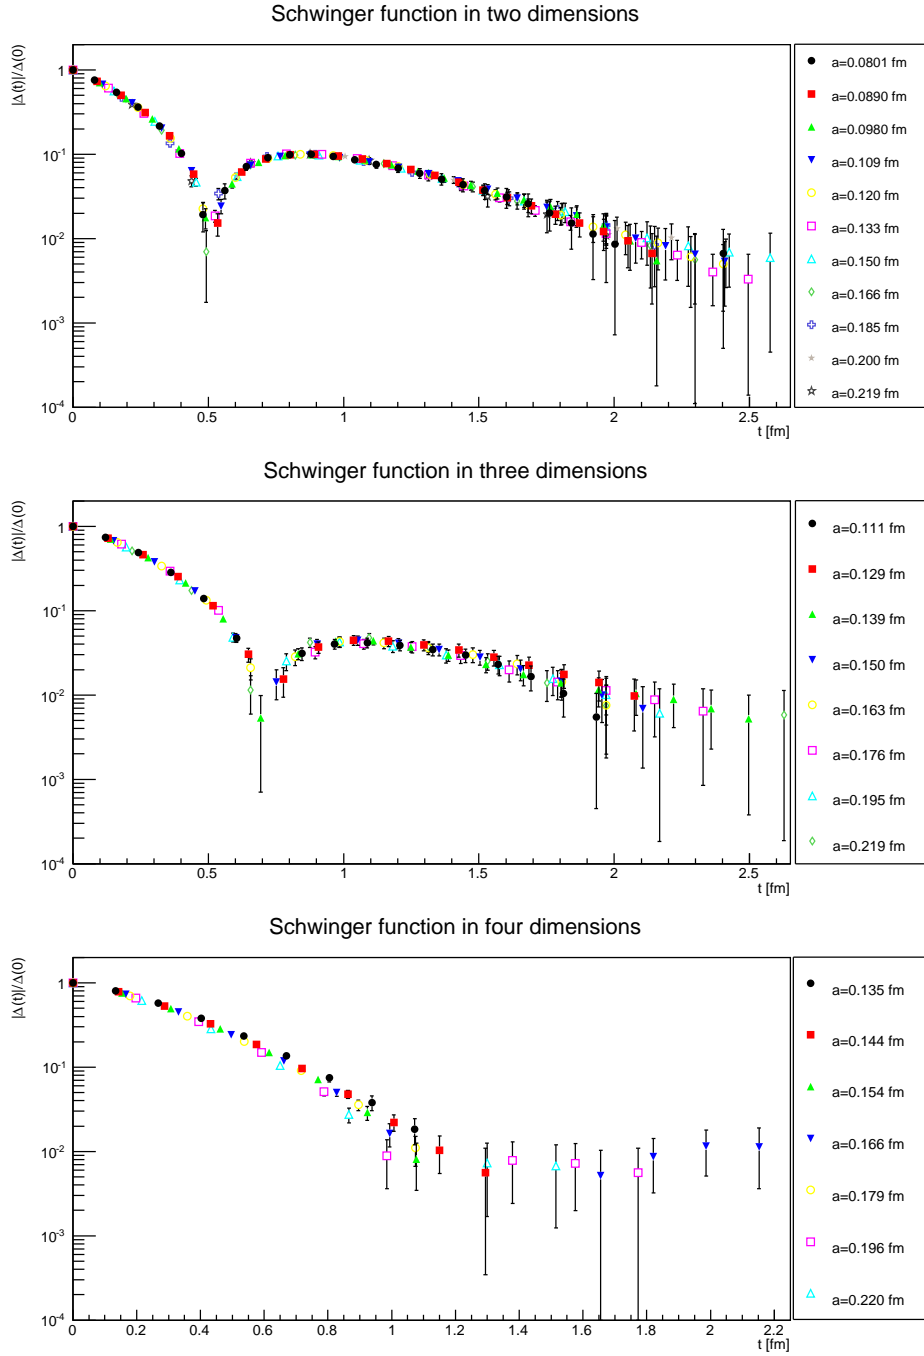 Schwinger function in two dimensions
|Δ(t)|/Δ(0)
1
10⁻¹
10⁻²
10⁻³
10⁻⁴
0 0.5 1 1.5 2 2.5
t [fm]
a=0.0801 fm
a=0.0890 fm
a=0.0980 fm
a=0.109 fm
a=0.120 fm
a=0.133 fm
a=0.150 fm
a=0.166 fm
a=0.185 fm
a=0.200 fm
a=0.219 fm
Schwinger function in three dimensions
|Δ(t)|/Δ(0)
1
10⁻¹
10⁻²
10⁻³
10⁻⁴
0 0.5 1 1.5 2 2.5
t [fm]
a=0.111 fm
a=0.129 fm
a=0.139 fm
a=0.150 fm
a=0.163 fm
a=0.176 fm
a=0.195 fm
a=0.219 fm
Schwinger function in four dimensions
|Δ(t)|/Δ(0)
1
10⁻¹
10⁻²
10⁻³
10⁻⁴
0 0.2 0.4 0.6 0.8 1 1.2 1.4 1.6 1.8 2 2.2
t [fm]
a=0.135 fm
a=0.144 fm
a=0.154 fm
a=0.166 fm
a=0.179 fm
a=0.196 fm
a=0.220 fm